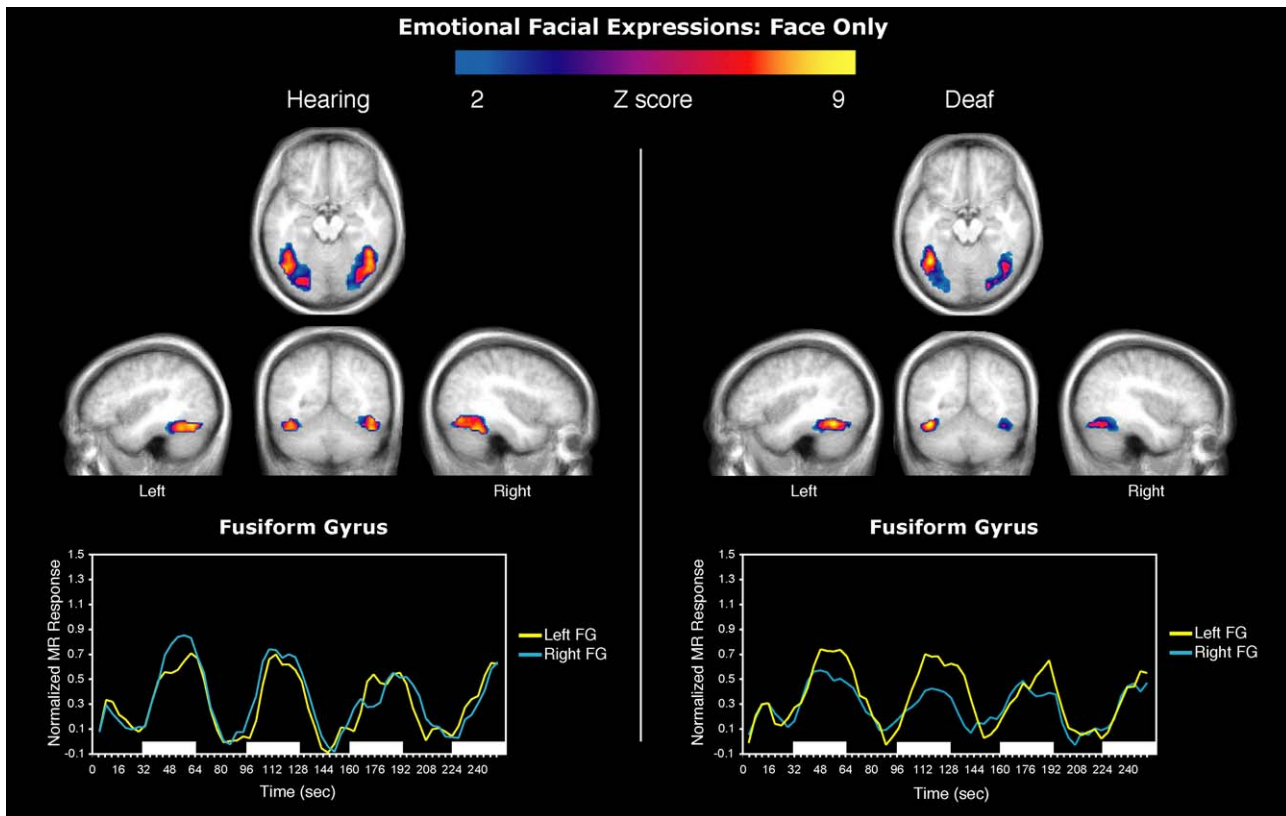 Emotional Facial Expressions: Face Only
Hearing 2 Z score 9 Deaf
Left Right
Left Right
Fusiform Gyrus
Normalized MR Response
1.5
1.3
1.1
0.9
0.7
0.5
0.3
0.1
-0.1
0 16 32 48 64 80 96 112 128 144 160 176 192 208 224 240
Time (sec)
Left FG
Right FG
Fusiform Gyrus
Normalized MR Response
1.5
1.3
1.1
0.9
0.7
0.5
0.3
0.1
-0.1
0 16 32 48 64 80 96 112 128 144 160 176 192 208 224 240
Time (sec)
Left FG
Right FG